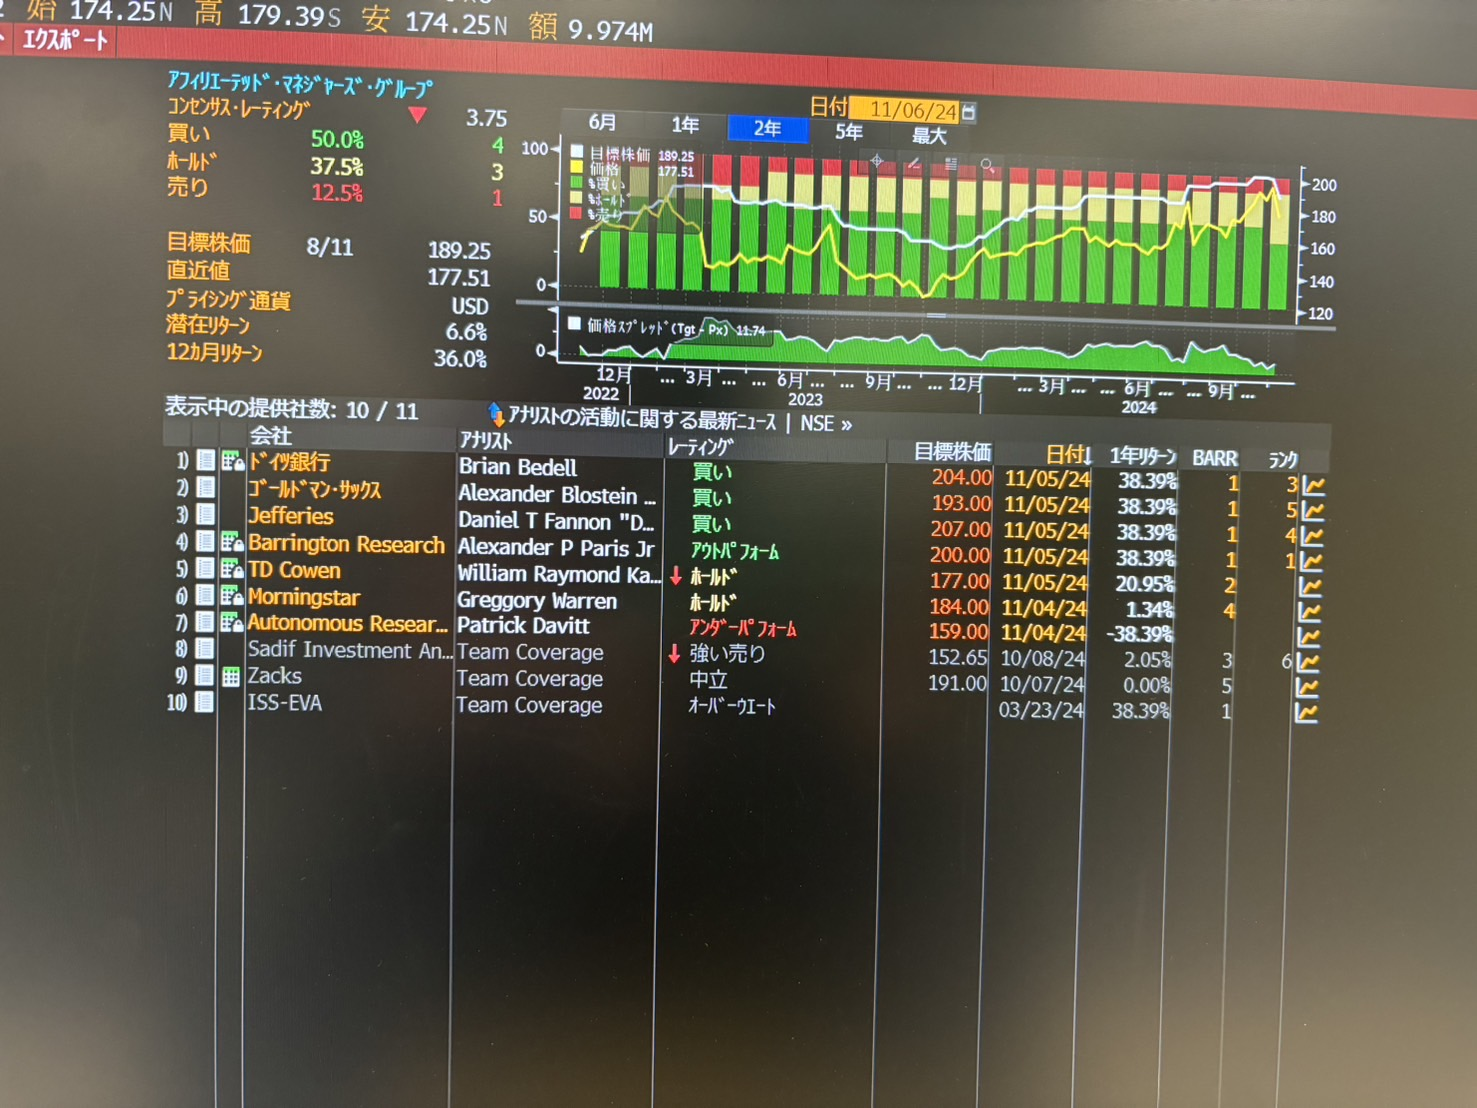 始 174.25N 高 179.39S 安 174.25N 額 9.974M
エクスポート
アフィリエーテッド・マネジャーズ・グループ
コンセンサス・レーティング 3.75
買い 50.0% 4
ホールド 37.5% 3
売り 12.5% 1
目標株価 8/11 189.25
直近値 177.51
プライシング通貨 USD
潜在リターン 6.6%
12カ月リターン 36.0%
日付 11/06/24
6月 1年 2年 5年 最大
目標株価 189.25
価格 177.51
%買い
%ホールド
%売り
100
50
0
200
180
160
140
120
価格スプレッド(Tgt - Px) 11.74
0
12月 ... 3月 ... 6月 ... 9月 ... ... 12月 ... 3月 ... 6月 ... 9月 ...
2022 2023 2024
表示中の提供社数: 10 / 11 アナリストの活動に関する最新ニュース | NSE »
会社 アナリスト レーティング 目標株価 日付↓ 1年リターン BARR ランク
1) ドイツ銀行 Brian Bedell 買い 204.00 11/05/24 38.39% 1 3
2) ゴールドマン・サックス Alexander Blostein ... 買い 193.00 11/05/24 38.39% 1 5
3) Jefferies Daniel T Fannon "D... 買い 207.00 11/05/24 38.39% 1 4
4) Barrington Research Alexander P Paris Jr アウトパフォーム 200.00 11/05/24 38.39% 1 1
5) TD Cowen William Raymond Ka... ↓ ホールド 177.00 11/05/24 20.95% 2
6) Morningstar Greggory Warren ホールド 184.00 11/04/24 1.34% 4
7) Autonomous Resear... Patrick Davitt アンダーパフォーム 159.00 11/04/24 -38.39%
8) Sadif Investment An... Team Coverage ↓ 強い売り 152.65 10/08/24 2.05% 3 6
9) Zacks Team Coverage 中立 191.00 10/07/24 0.00% 5
10) ISS-EVA Team Coverage オーバーウエート 03/23/24 38.39% 1